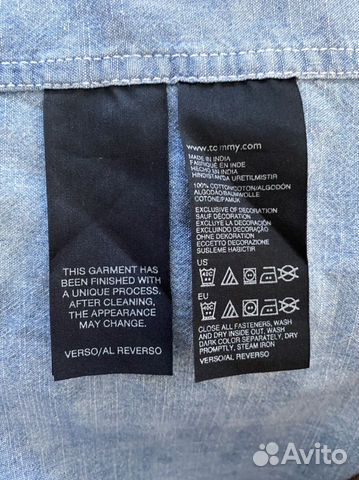 THIS GARMENT HAS
BEEN FINISHED WITH
A UNIQUE PROCESS.
AFTER CLEANING,
THE APPEARANCE
MAY CHANGE.
VERSO/AL REVERSO
www.tommy.com
MADE IN INDIA
FABRIQUÉ EN INDE
HECHO EN INDIA
HINDISTAN'DA ÜRETILMISTIR
100% COTTON/COTON/ALGODÓN
ALGODÃO/BAUMWOLLE
COTONE/PAMUK
EXCLUSIVE OF DECORATION
SAUF DÉCORATION
EXCLUYE LA DECORACIÓN
EXCLUINDO DECORAÇÃO
OHNE DEKORATION
ECCETTO DECORAZIONE
SÜSLEME HARIÇTIR
US
EU
CLOSE ALL FASTENERS, WASH
AND DRY INSIDE OUT, WASH
DARK COLOR SEPARATELY, DRY
PROMPTLY, STEAM IRON
VERSO/AL REVERSO
Avito